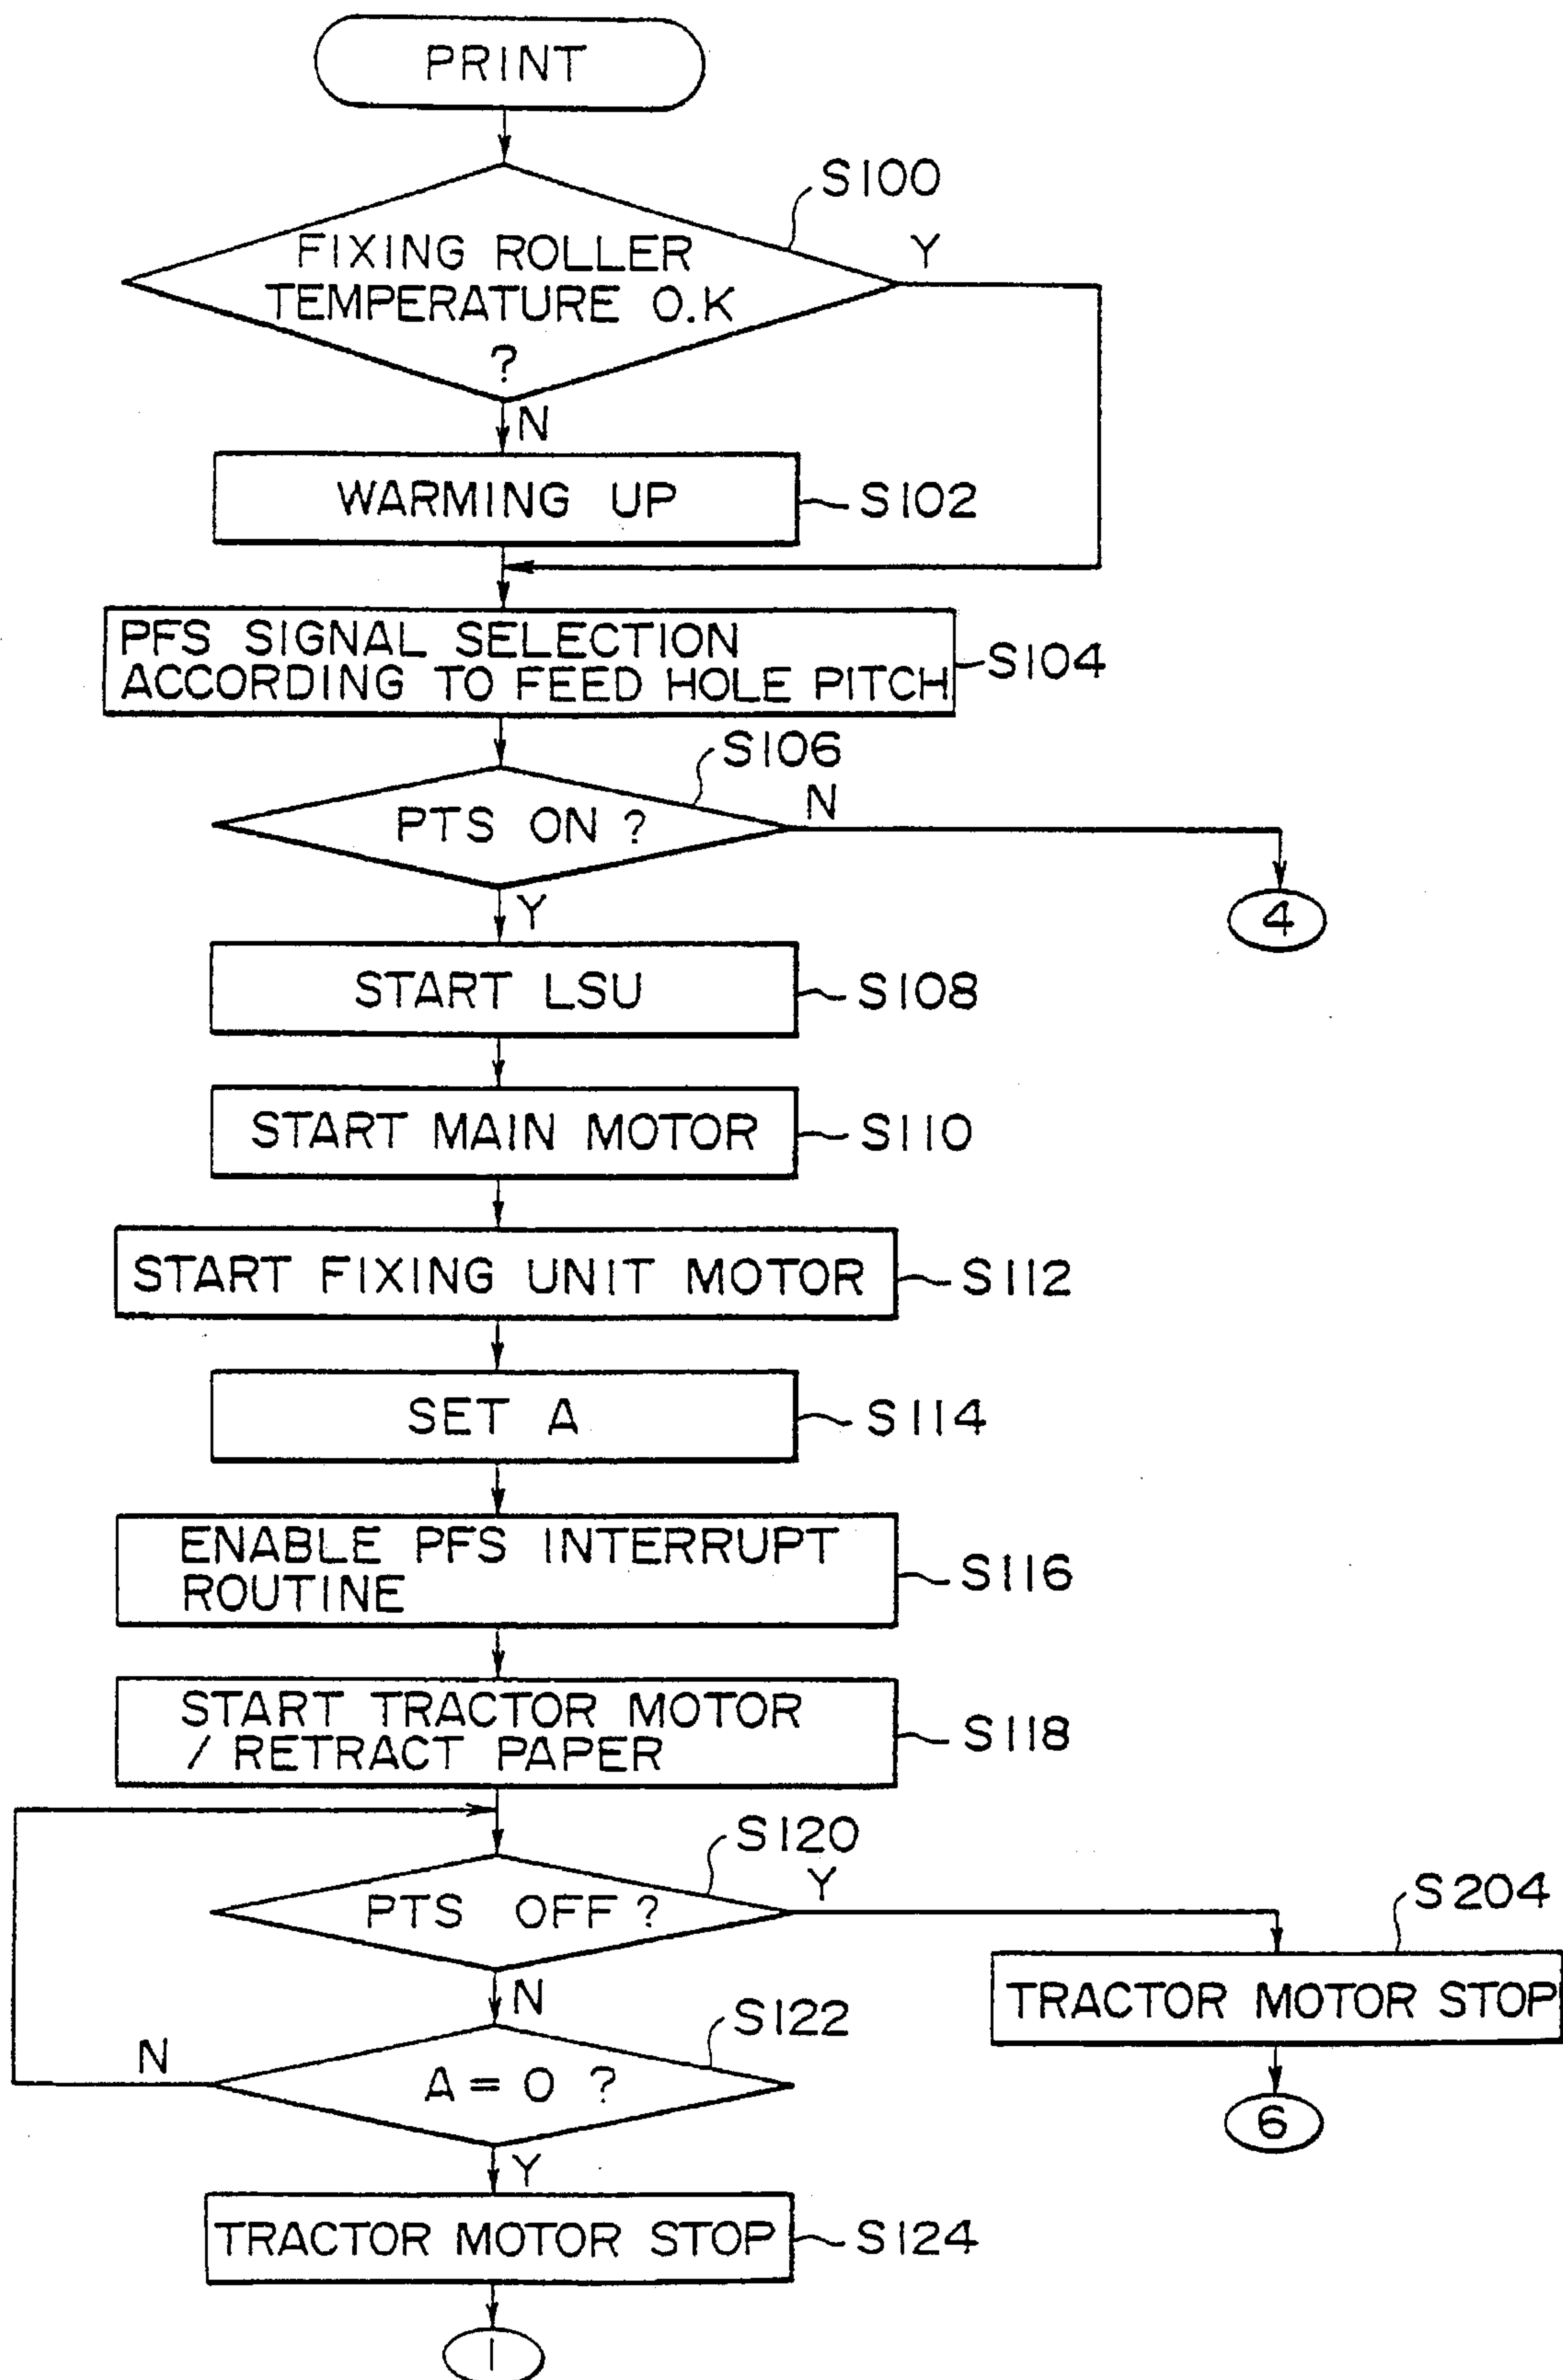 PRINT
S100
FIXING ROLLER
Y
TEMPERATURE O.K
?
N
WARMING UP
S102
PFS SIGNAL SELECTION
ACCORDING TO FEED HOLE PITCH
S104
S106
PTS ON ?
N
Y
4
START LSU
S108
START MAIN MOTOR
S110
START FIXING UNIT MOTOR
S112
SET A
S114
ENABLE PFS INTERRUPT
ROUTINE
S116
START TRACTOR MOTOR
/ RETRACT PAPER
S118
S120
PTS OFF ?
Y
S204
TRACTOR MOTOR STOP
N
S122
N
A = 0 ?
6
Y
TRACTOR MOTOR STOP
S124
1